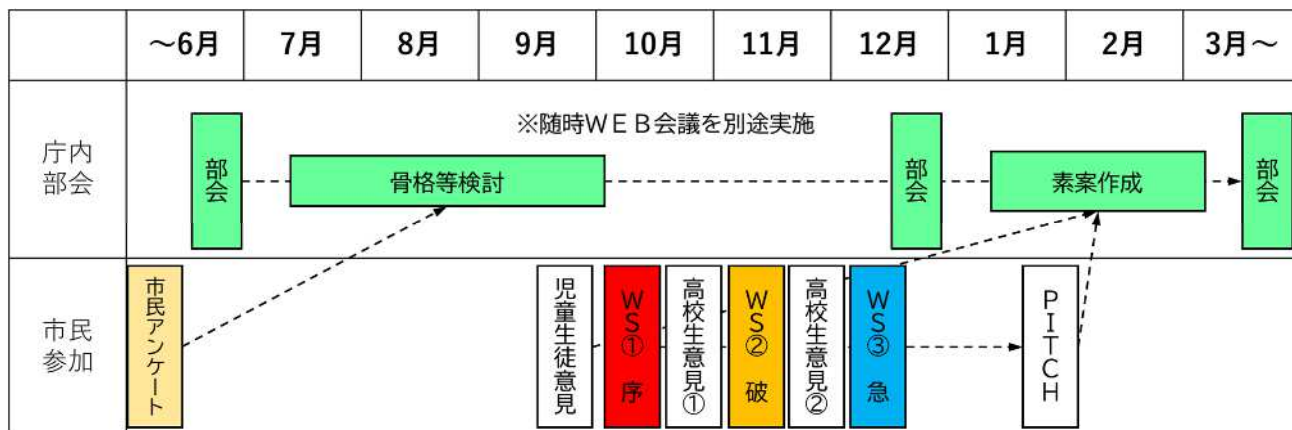 ～6月 7月 8月 9月 10月 11月 12月 1月 2月 3月～
庁内
部会
※随時ＷＥＢ会議を別途実施
部会
骨格等検討
部会
素案作成
部会
市民
参加
市民アンケート
児童生徒意見
ＷＳ① 序
高校生意見①
ＷＳ② 破
高校生意見②
ＷＳ③ 急
ＰＩＴＣＨ